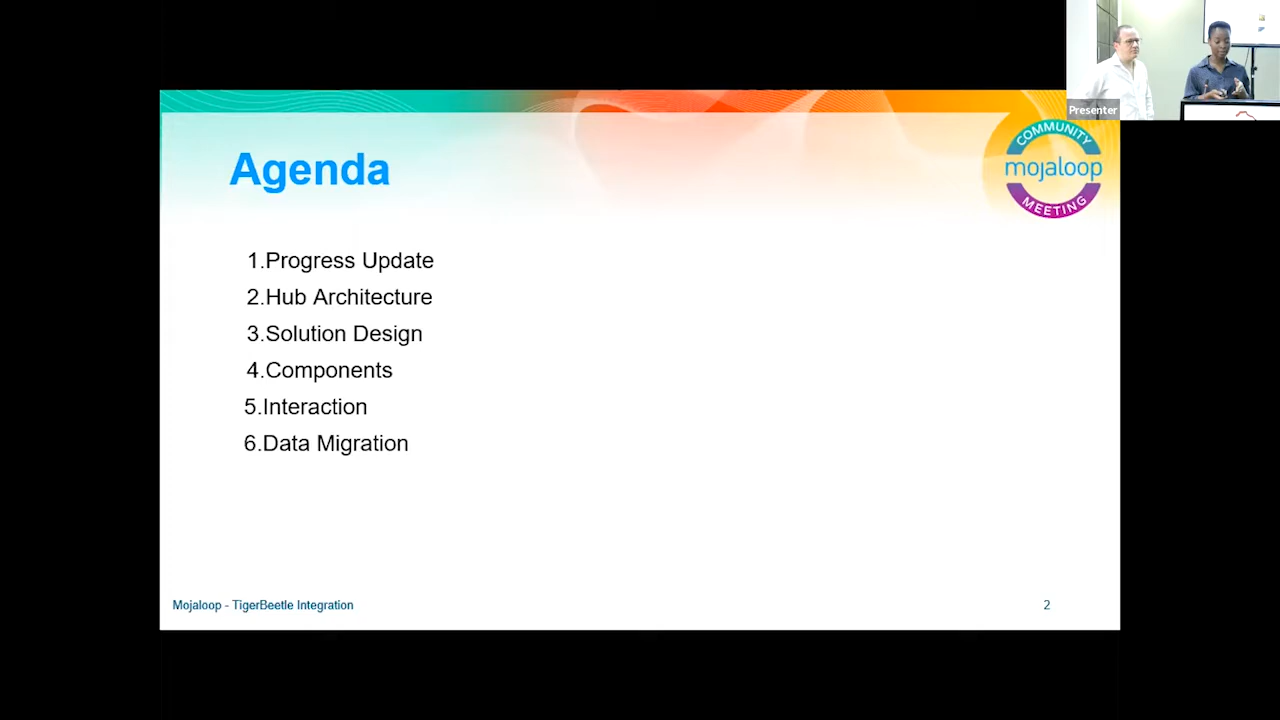 Presenter
Agenda
COMMUNITY
mojaloop
MEETING
1.Progress Update
2.Hub Architecture
3.Solution Design
4.Components
5.Interaction
6.Data Migration
Mojaloop - TigerBeetle Integration
2